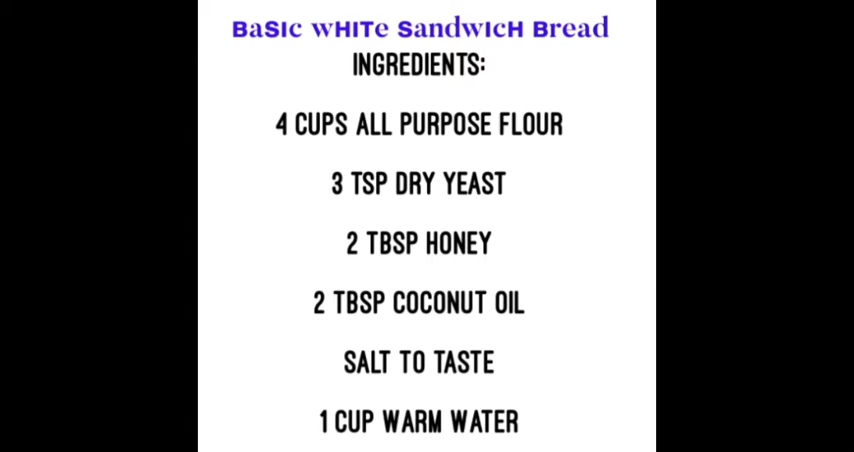 BaSIc wHITe SandwIcH Bread
INGREDIENTS:
4 CUPS ALL PURPOSE FLOUR
3 TSP DRY YEAST
2 TBSP HONEY
2 TBSP COCONUT OIL
SALT TO TASTE
1 CUP WARM WATER